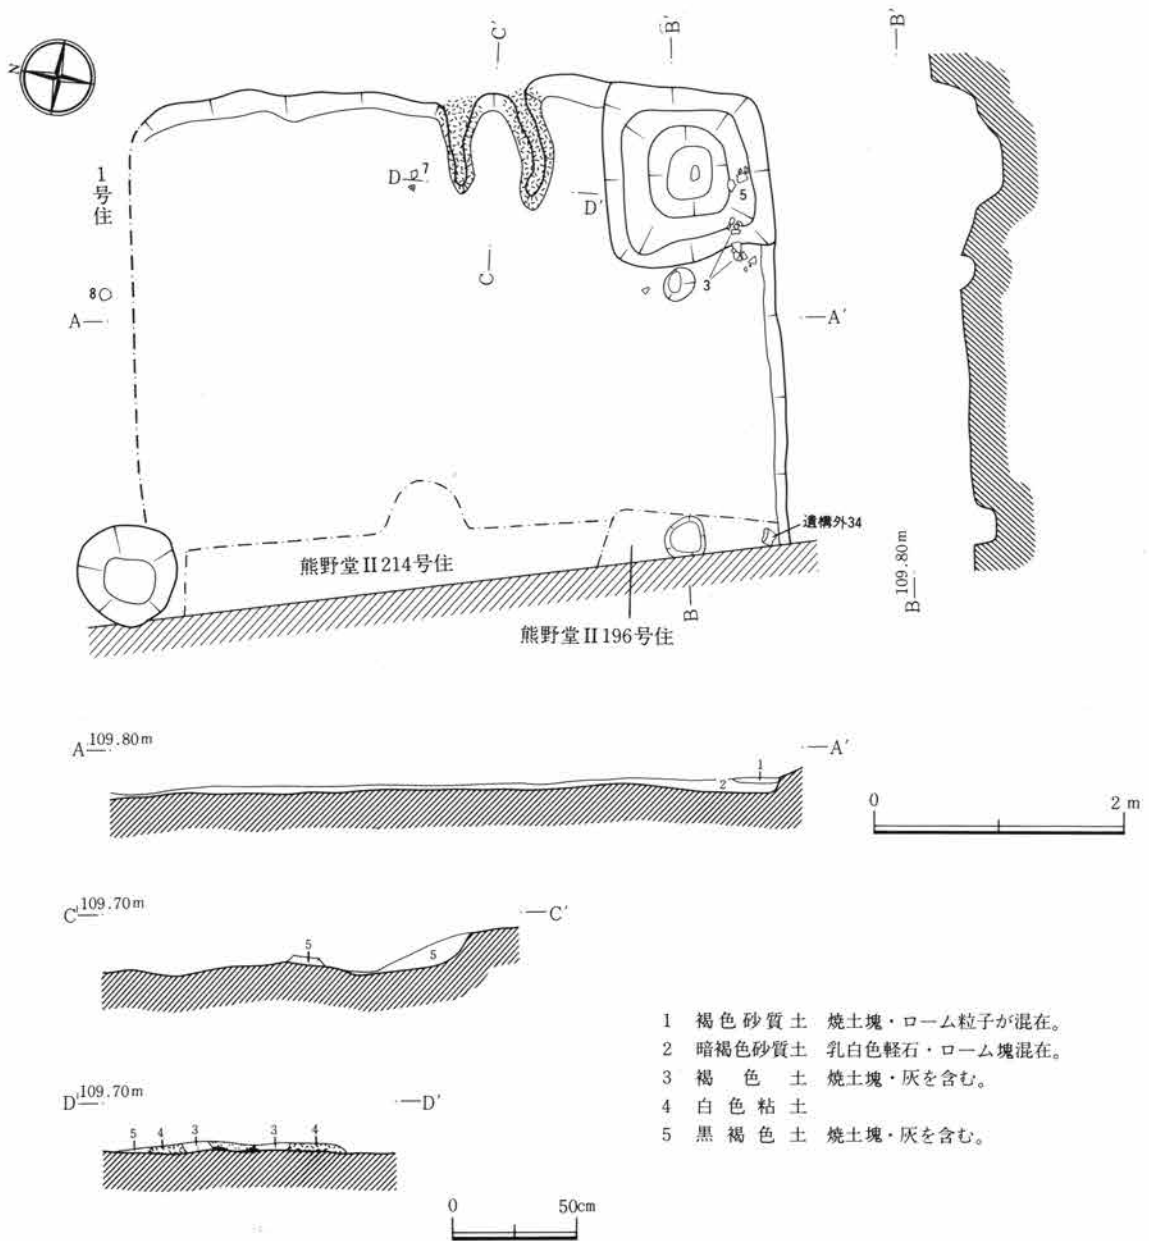 N
C'
B'
B'
1号住
D 7
D'
5
C
3
8
A
A'
遺構外34
熊野堂Ⅱ214号住
B
熊野堂Ⅱ196号住
B 109.80m
A 109.80m
A'
1
2
0 2 m
C 109.70m
C'
5
5
D 109.70m
D'
5 4 3 3 4
0 50cm
1 褐色砂質土 焼土塊・ローム粒子が混在。
2 暗褐色砂質土 乳白色軽石・ローム塊混在。
3 褐色土 焼土塊・灰を含む。
4 白色粘土
5 黒褐色土 焼土塊・灰を含む。